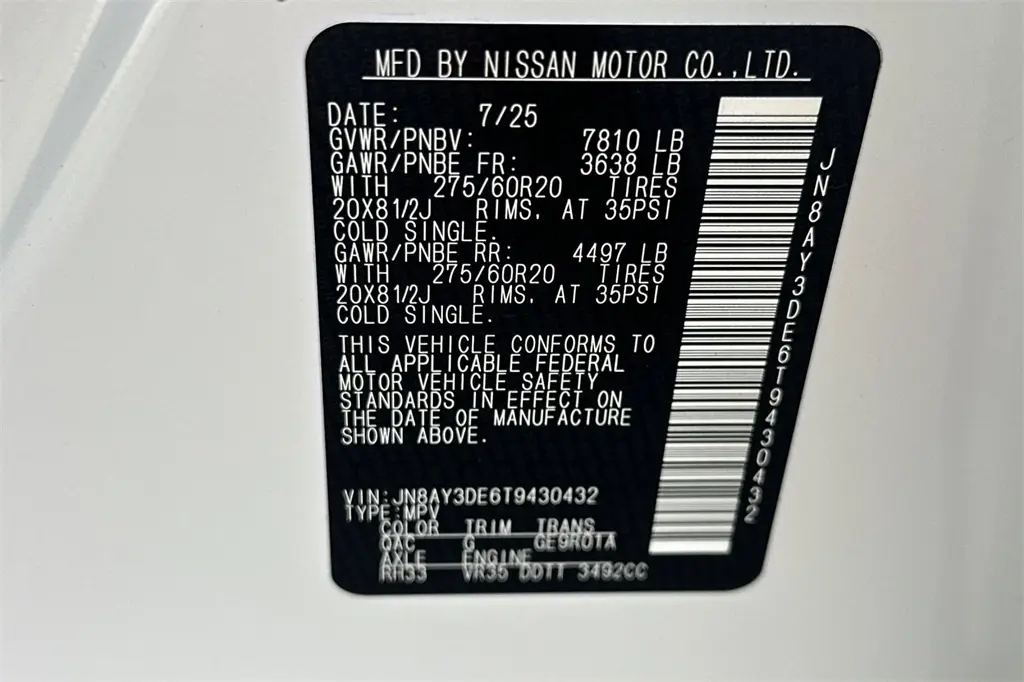 MFD BY NISSAN MOTOR CO.,LTD.
DATE: 7/25
GVWR/PNBV: 7810 LB
GAWR/PNBE FR: 3638 LB
WITH 275/60R20 TIRES
20X81/2J RIMS. AT 35PSI
COLD SINGLE.
GAWR/PNBE RR: 4497 LB
WITH 275/60R20 TIRES
20X81/2J RIMS. AT 35PSI
COLD SINGLE.
THIS VEHICLE CONFORMS TO
ALL APPLICABLE FEDERAL
MOTOR VEHICLE SAFETY
STANDARDS IN EFFECT ON
THE DATE OF MANUFACTURE
SHOWN ABOVE.
VIN:JN8AY3DE6T9430432
TYPE:MPV
COLOR TRIM TRANS
QAC G GE9R01A
AXLE ENGINE
RH33 VR35 DDTT 3492CC
JN8AY3DE6T9430432